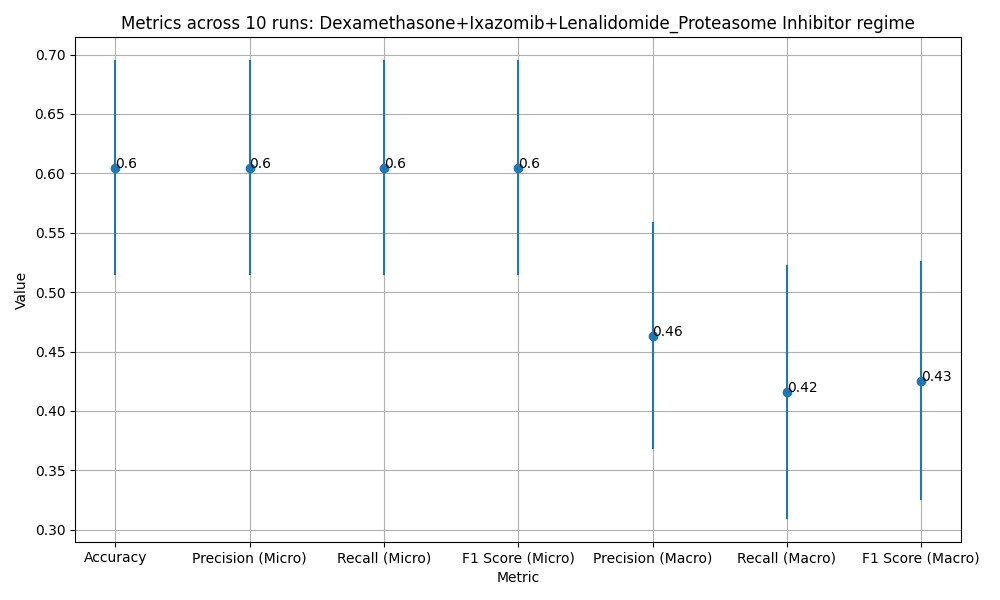 Metrics across 10 runs: Dexamethasone+Ixazomib+Lenalidomide_Proteasome Inhibitor regime
0.70
0.65
0.60
0.55
0.50
0.45
0.40
0.35
0.30
Value
0.6
0.6
0.6
0.6
0.46
0.42
0.43
Accuracy
Precision (Micro)
Recall (Micro)
F1 Score (Micro)
Precision (Macro)
Recall (Macro)
F1 Score (Macro)
Metric